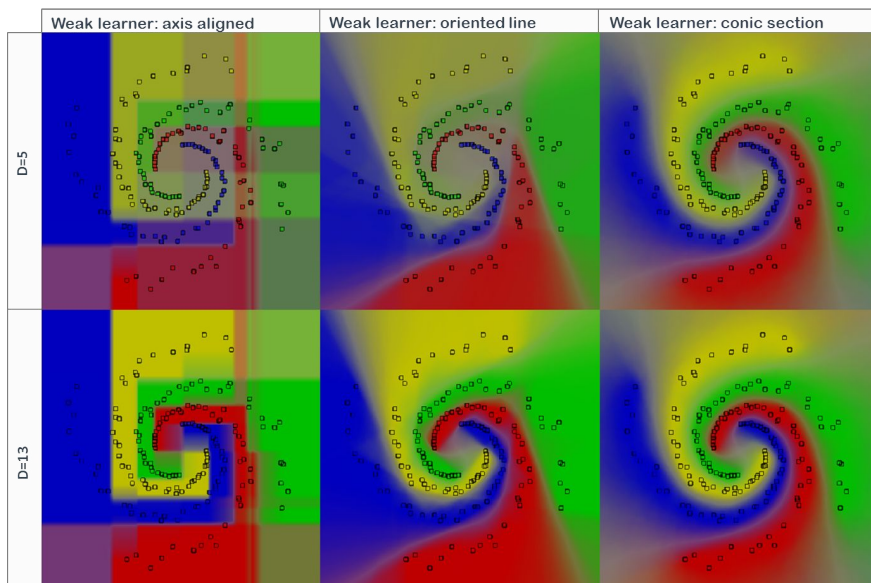 Weak learner: axis aligned
Weak learner: oriented line
Weak learner: conic section
D=5
D=13